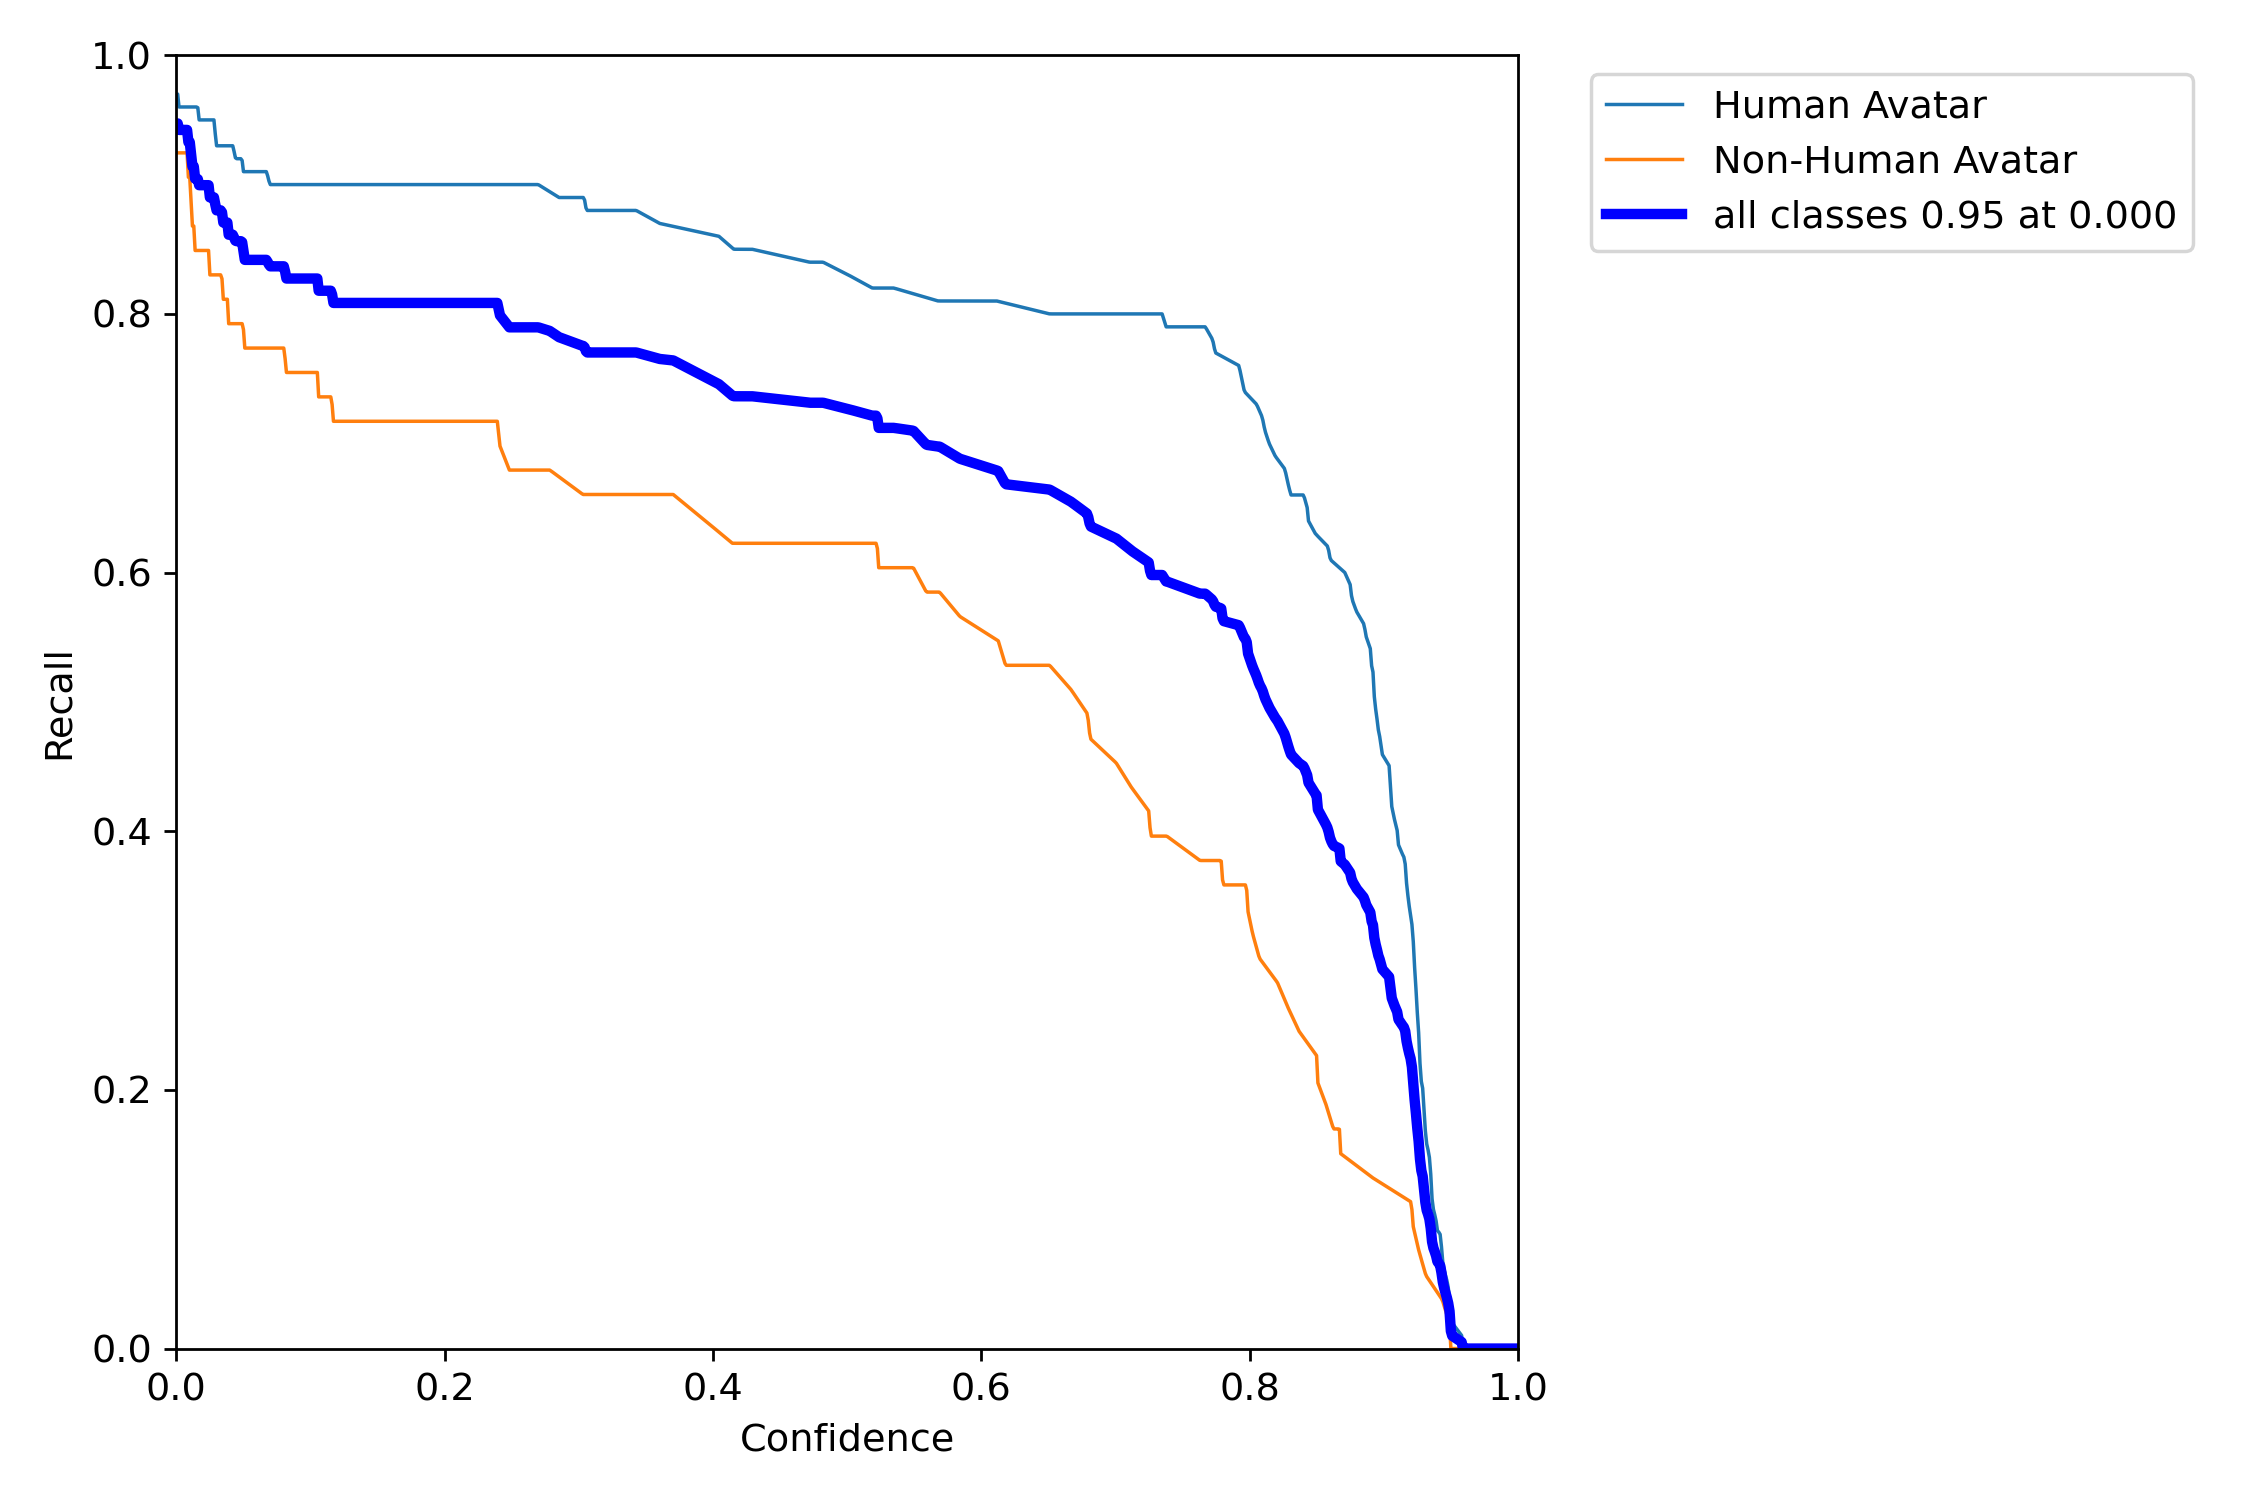 1.0
0.8
0.6
0.4
0.2
0.0
Recall
0.0 0.2 0.4 0.6 0.8 1.0
Confidence
Human Avatar
Non-Human Avatar
all classes 0.95 at 0.000